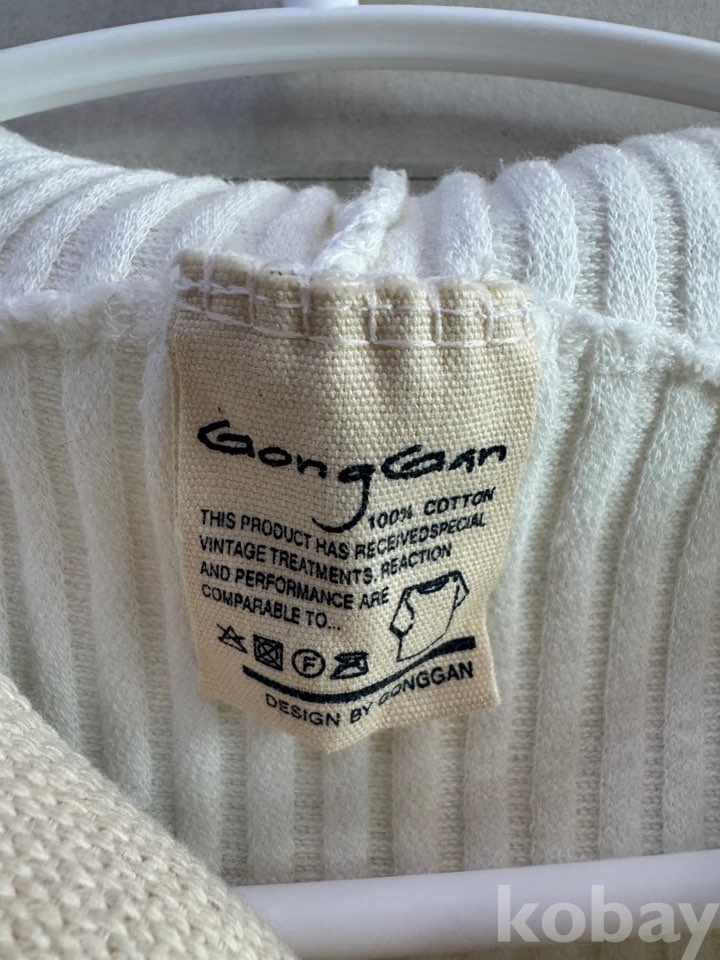 GongGan
100% COTTON
THIS PRODUCT HAS RECEIVEDSPECIAL
VINTAGE TREATMENTS, REACTION
AND PERFORMANCE ARE
COMPARABLE TO...
F
DESIGN BY GONGGAN
kobay